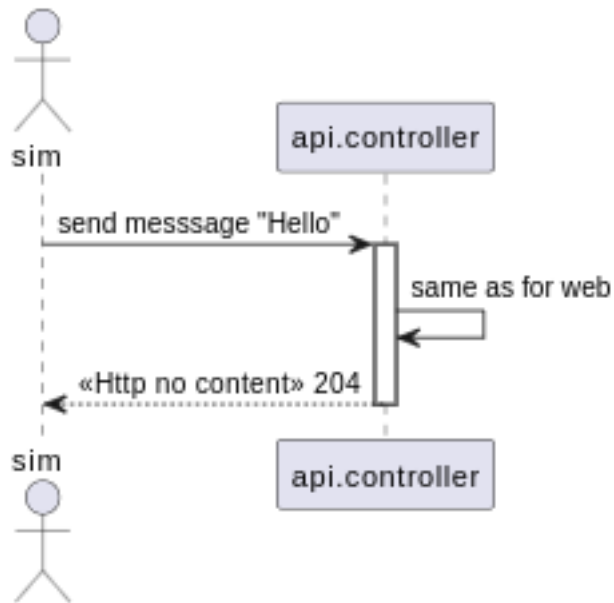 sim
api.controller
send messsage "Hello"
same as for web
«Http no content» 204
sim
api.controller